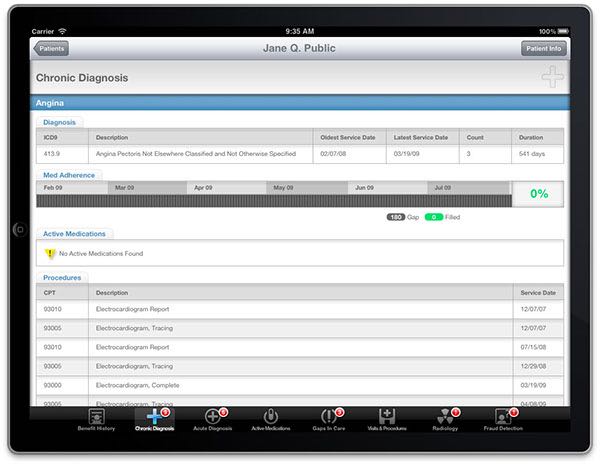 Carrier 9:35 AM 100%
Patients Jane Q. Public Patient Info
Chronic Diagnosis
Angina
Diagnosis
ICD9 Description Oldest Service Date Latest Service Date Count Duration
413.9 Angina Pectoris Not Elsewhere Classified and Not Otherwise Specified 02/07/08 03/19/09 3 541 days
Med Adherence
Feb 09 Mar 09 Apr 09 May 09 Jun 09 Jul 09
0%
180 Gap 0 Filled
Active Medications
No Active Medications Found
Procedures
CPT Description Service Date
93010 Electrocardiogram Report 12/07/07
93005 Electrocardiogram, Tracing 12/07/07
93010 Electrocardiogram Report 07/15/08
93005 Electrocardiogram, Tracing 12/29/08
93000 Electrocardiogram, Complete 03/19/09
93005 Electrocardiogram, Tracing 04/08/09
Benefit History Chronic Diagnosis Acute Diagnosis Active Medications Gaps In Care Visits & Procedures Radiology Fraud Detection